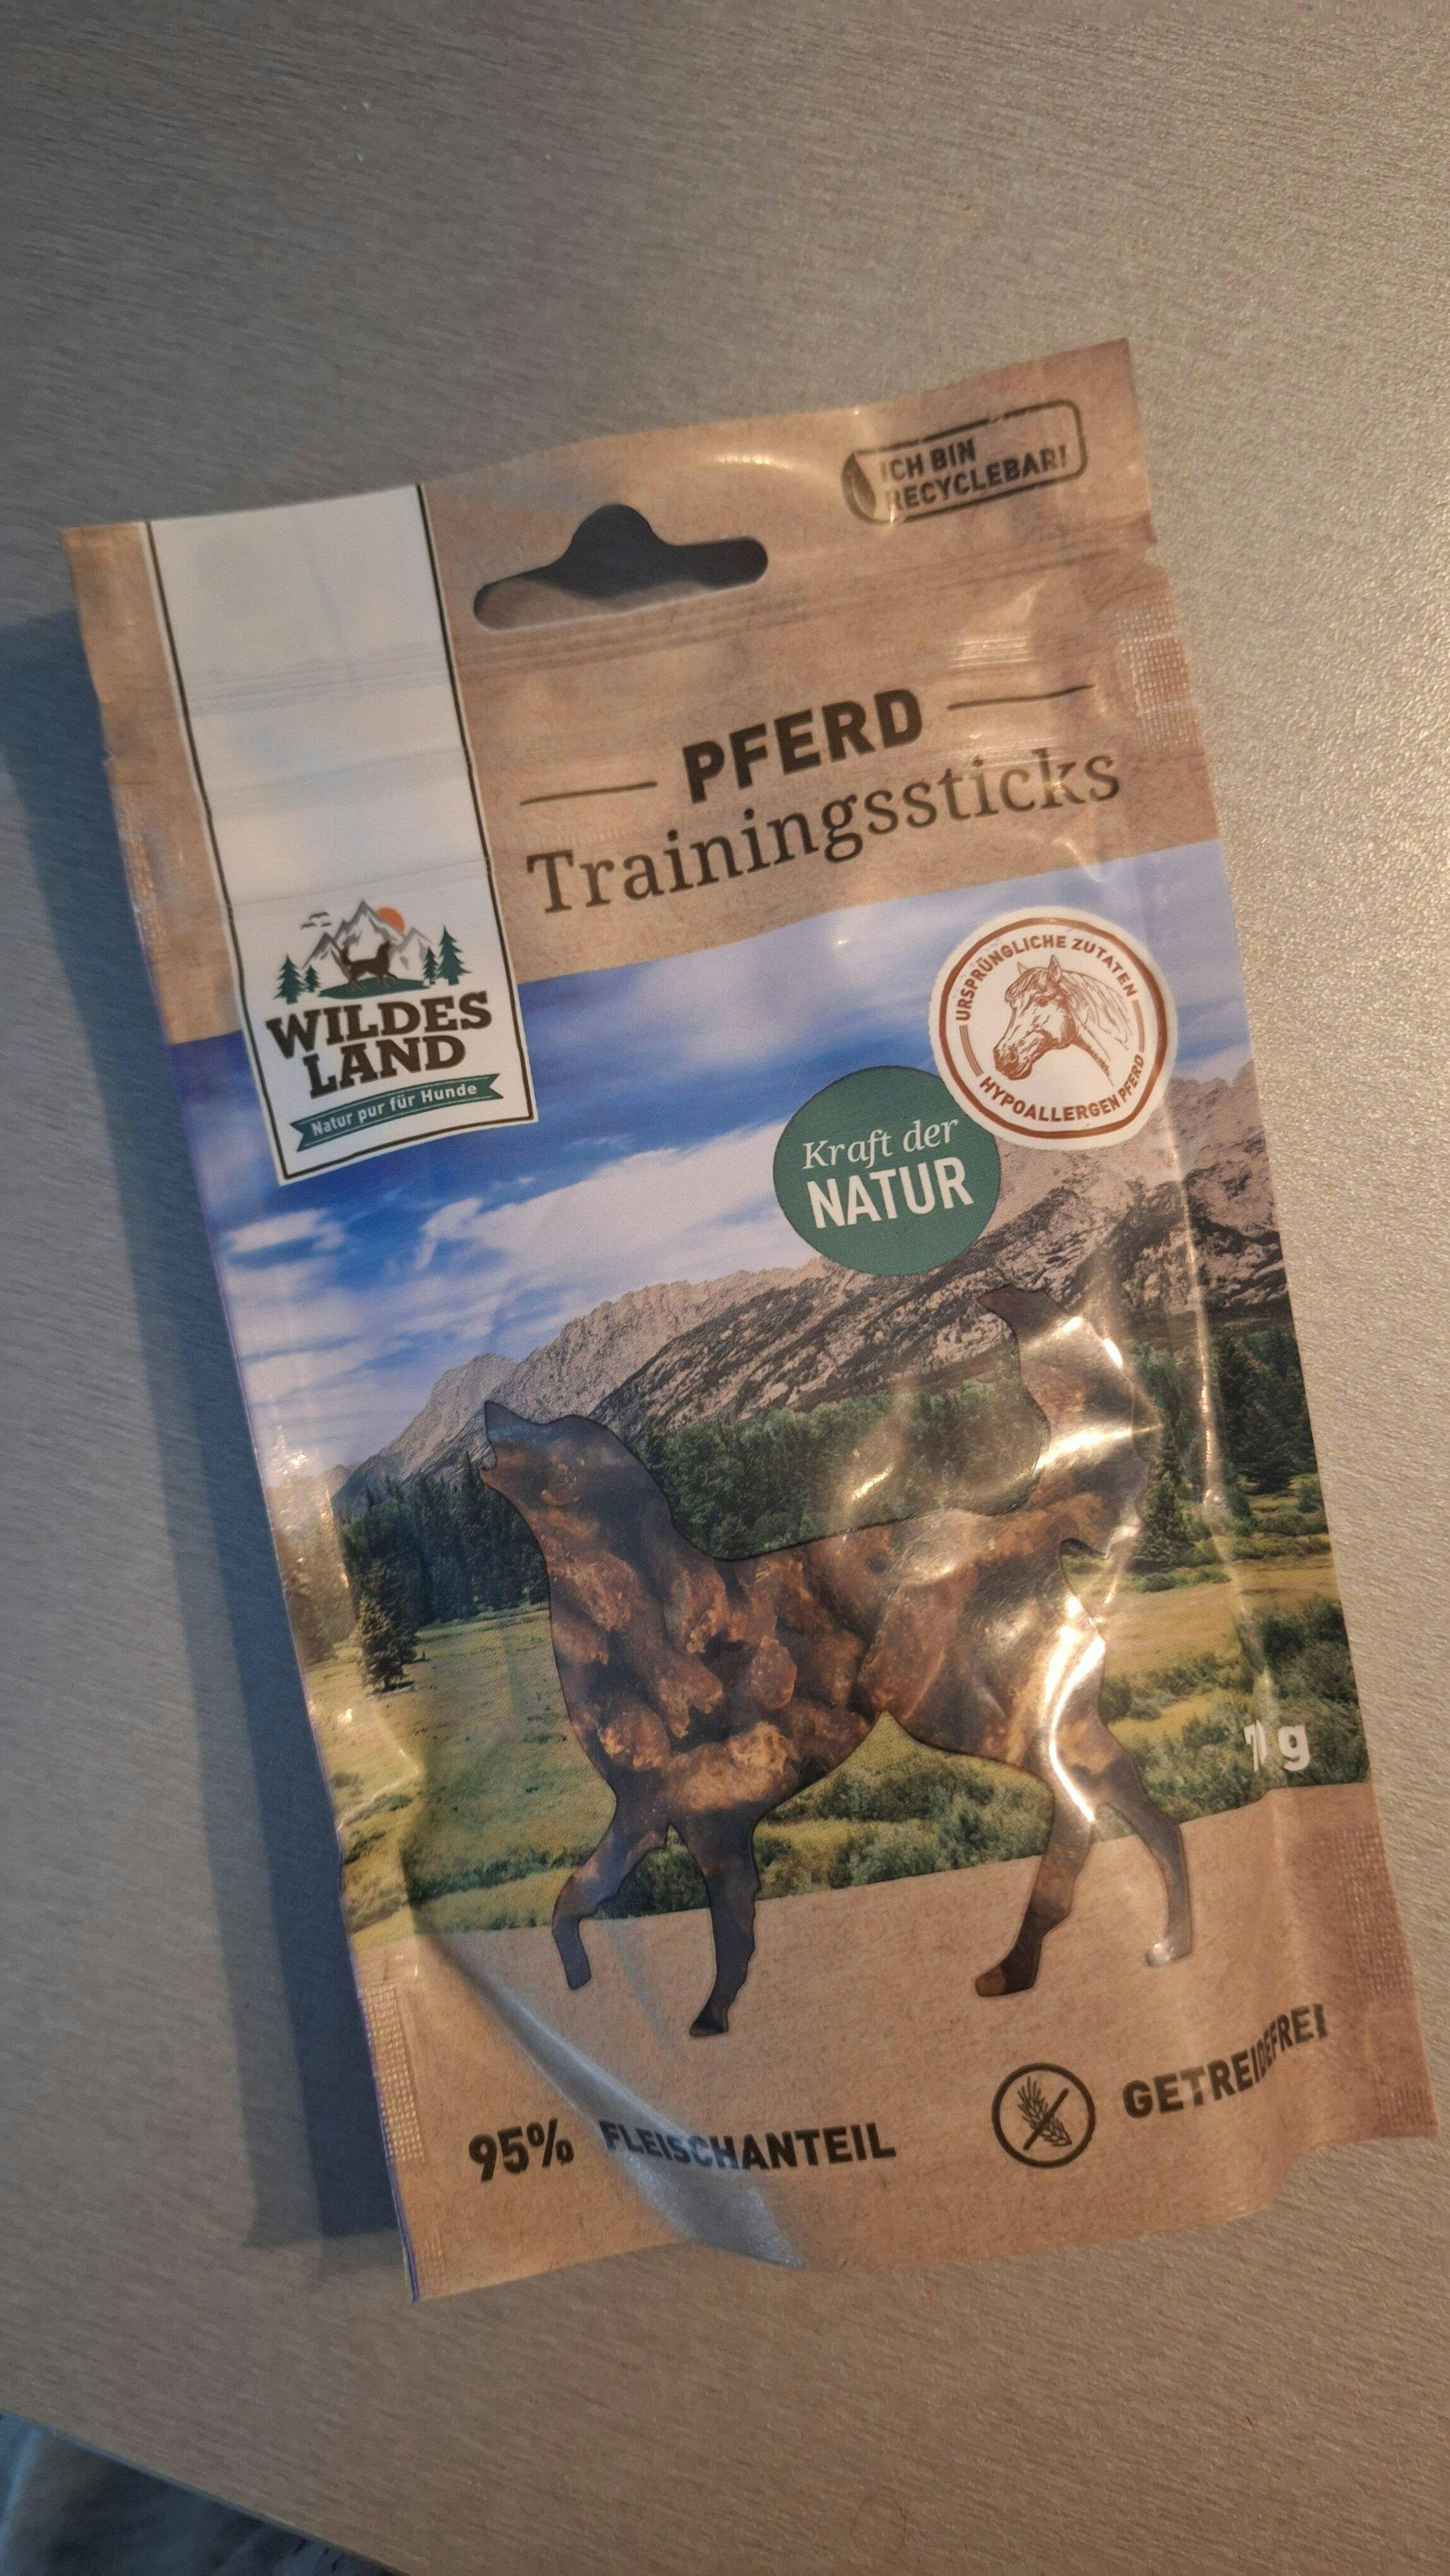 ICH BIN
RECYCLEBAR!
PFERD
Trainingssticks
WILDES
LAND
Natur pur für Hunde
URSPRÜNGLICHE ZUTATEN
HYPOALLERGEN PFERD
Kraft der
NATUR
g
95% FLEISCHANTEIL
GETREIDEFREI